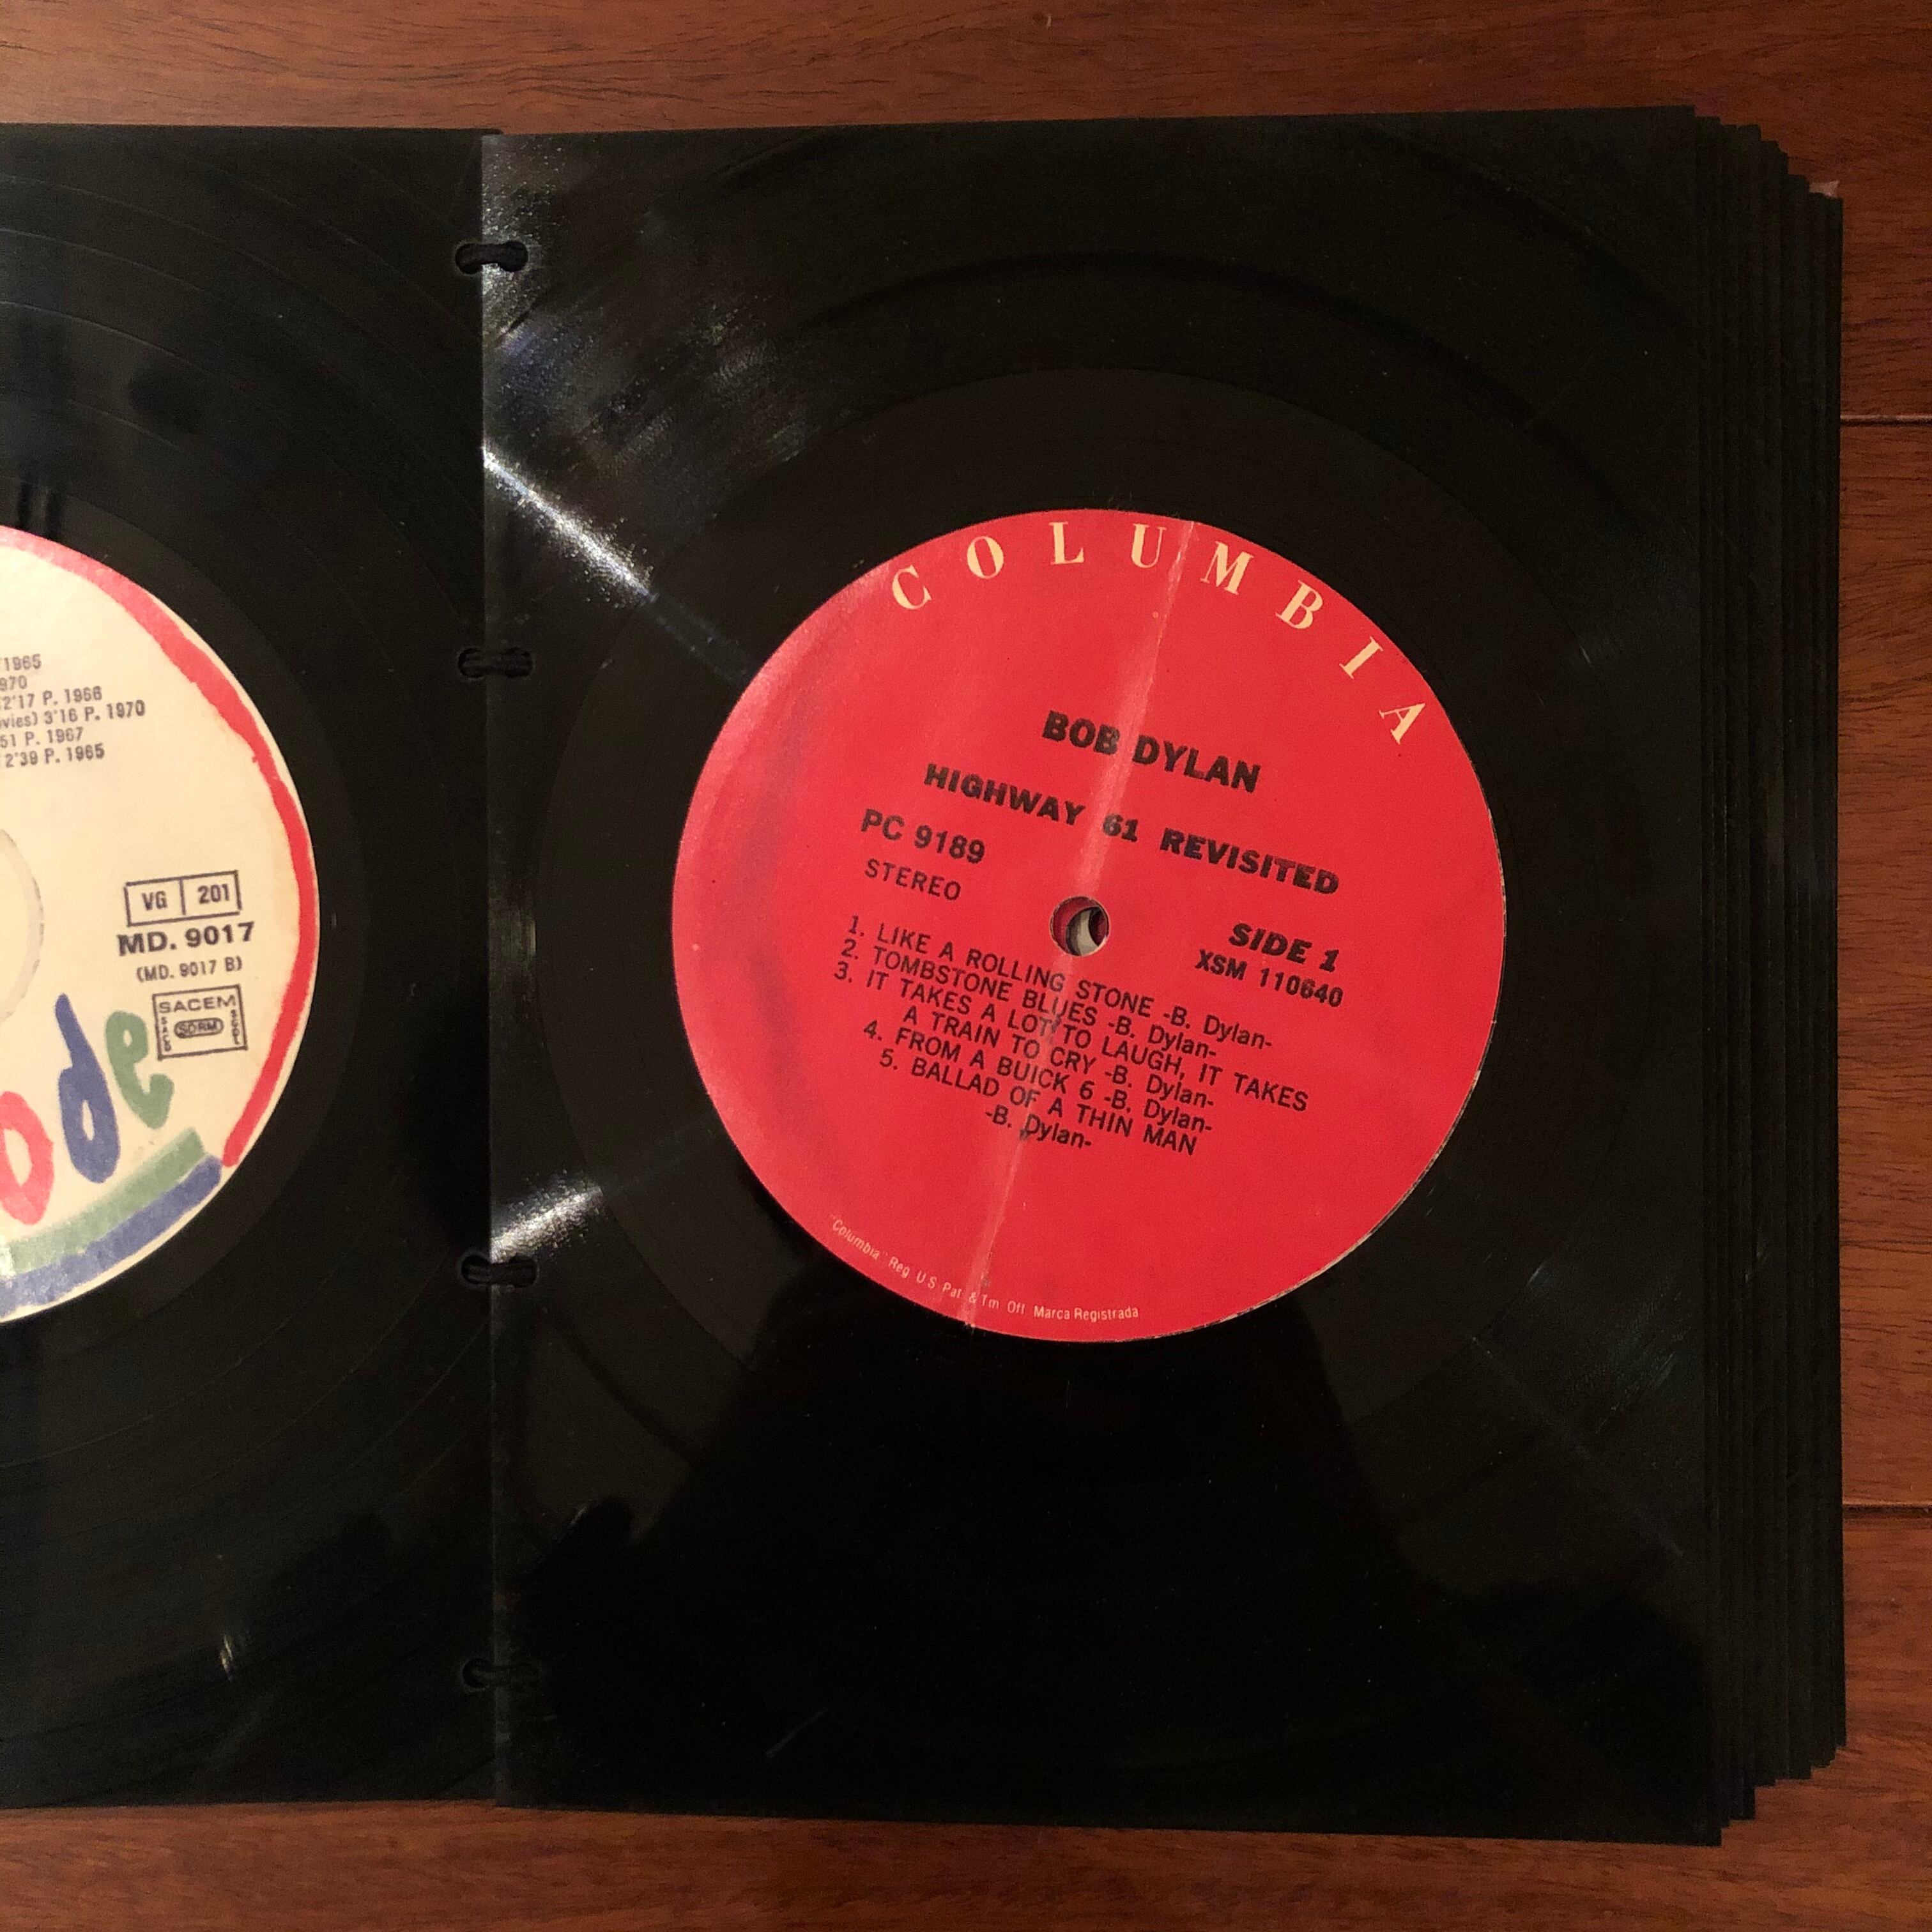 1965
970
2'17 P. 1966
vies) 3'16 P. 1970
51 P. 1967
2'39 P. 1965
VG 201
MD. 9017
(MD. 9017 B)
SACEM
SDRM
ode
COLUMBIA
BOB DYLAN
HIGHWAY 61 REVISITED
PC 9189
STEREO
SIDE 1
XSM 110640
1. LIKE A ROLLING STONE -B. Dylan-
2. TOMBSTONE BLUES -B. Dylan-
3. IT TAKES A LOT TO LAUGH, IT TAKES
A TRAIN TO CRY -B. Dylan-
4. FROM A BUICK 6 -B. Dylan-
5. BALLAD OF A THIN MAN
-B. Dylan-
"Columbia" Reg U S Pat & Tm Off Marca Registrada